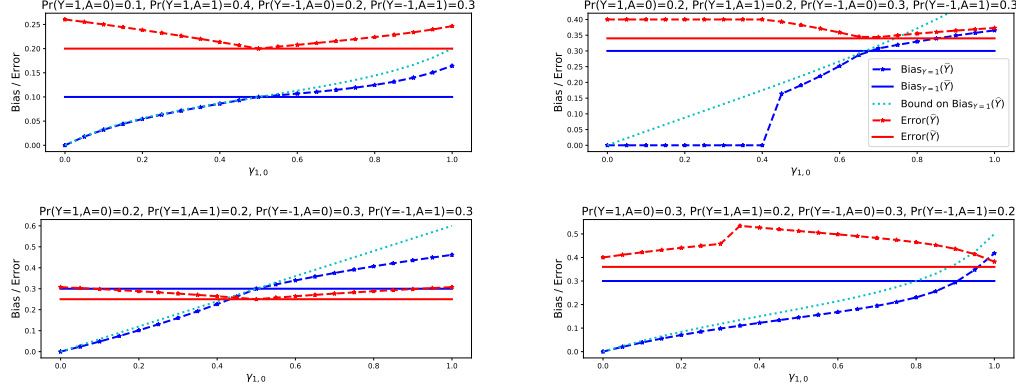 Pr(Y=1,A=0)=0.1, Pr(Y=1,A=1)=0.4, Pr(Y=-1,A=0)=0.2, Pr(Y=-1,A=1)=0.3
Bias / Error
0.25
0.20
0.15
0.10
0.05
0.00
0.0 0.2 0.4 0.6 0.8 1.0
γ1, 0
Pr(Y=1,A=0)=0.2, Pr(Y=1,A=1)=0.2, Pr(Y=-1,A=0)=0.3, Pr(Y=-1,A=1)=0.3
Bias / Error
0.40
0.35
0.30
0.25
0.20
0.15
0.10
0.05
0.00
0.0 0.2 0.4 0.6 0.8 1.0
γ1, 0
BiasY=1(Ŷ)
BiasY=1(Ỹ)
Bound on BiasY=1(Ŷ)
Error(Ŷ)
Error(Ỹ)
Pr(Y=1,A=0)=0.2, Pr(Y=1,A=1)=0.2, Pr(Y=-1,A=0)=0.3, Pr(Y=-1,A=1)=0.3
Bias / Error
0.6
0.5
0.4
0.3
0.2
0.1
0.0
0.0 0.2 0.4 0.6 0.8 1.0
γ1, 0
Pr(Y=1,A=0)=0.3, Pr(Y=1,A=1)=0.2, Pr(Y=-1,A=0)=0.3, Pr(Y=-1,A=1)=0.2
Bias / Error
0.5
0.4
0.3
0.2
0.1
0.0
0.0 0.2 0.4 0.6 0.8 1.0
γ1, 0